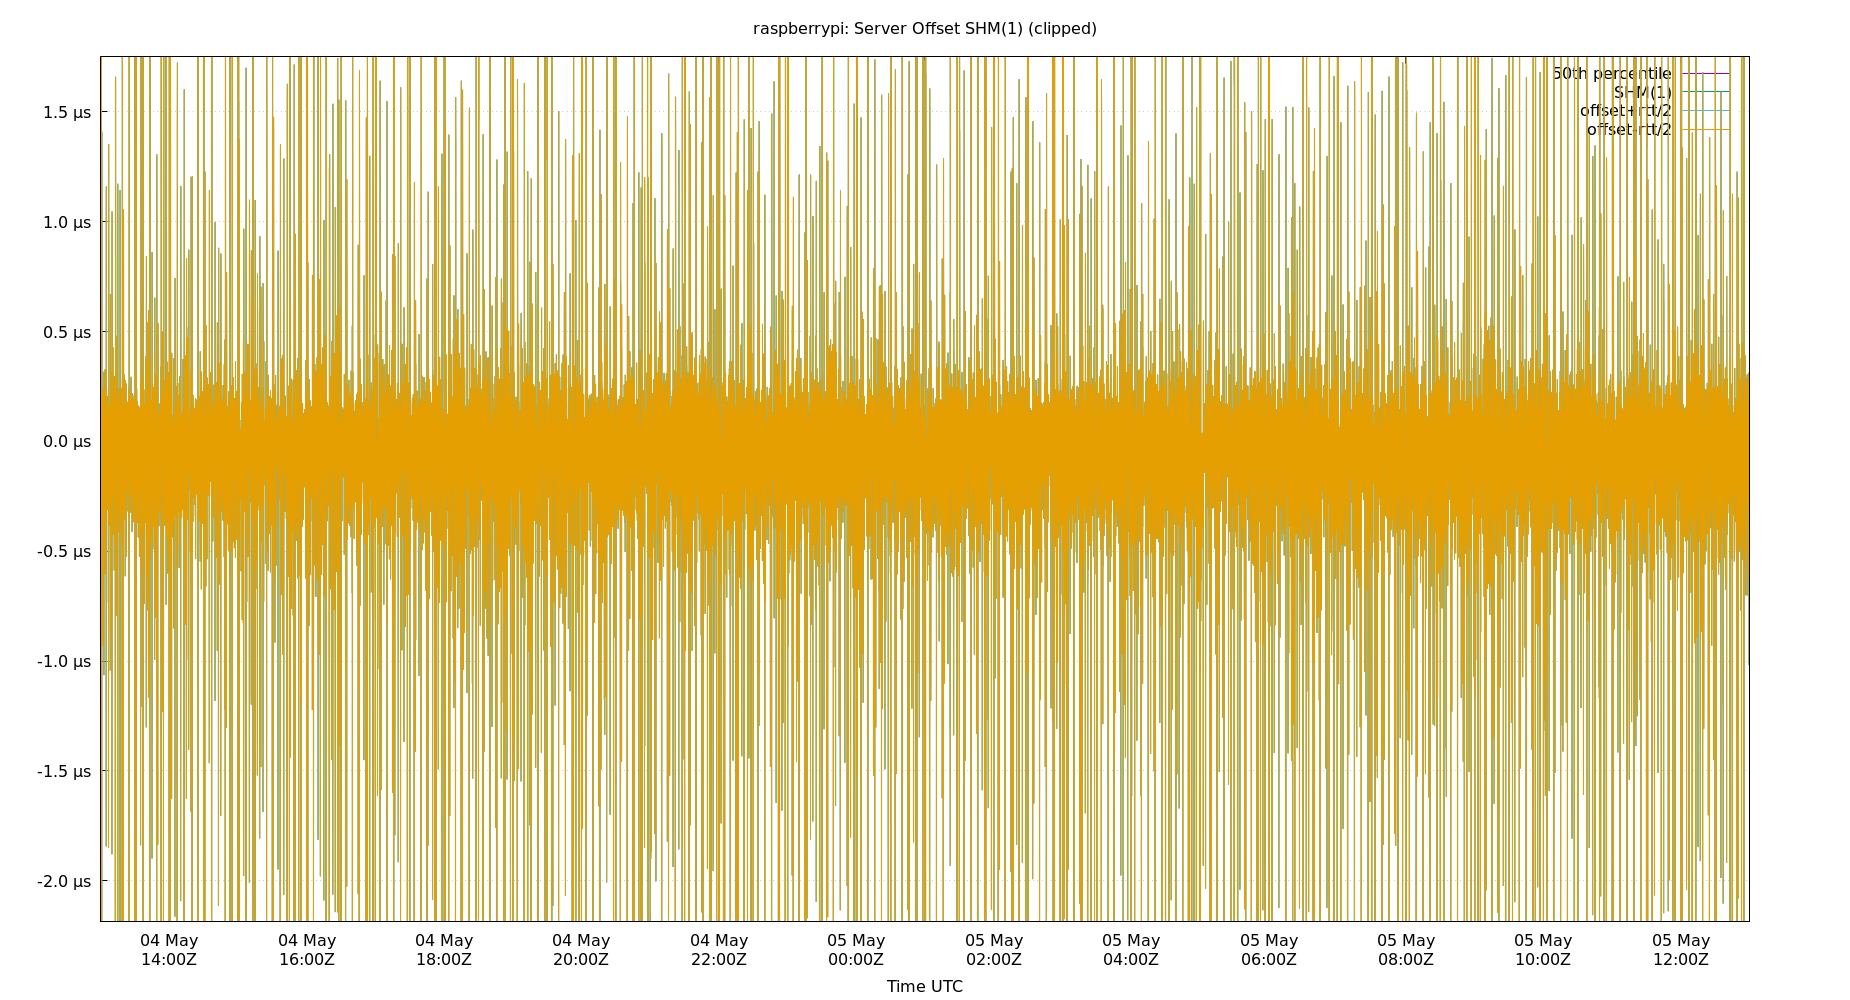 raspberrypi: Server Offset SHM(1) (clipped)
50th percentile
SHM(1)
offset+rtt/2
offset-rtt/2
1.5 µs
1.0 µs
0.5 µs
0.0 µs
-0.5 µs
-1.0 µs
-1.5 µs
-2.0 µs
04 May 04 May 04 May 04 May 04 May 05 May 05 May 05 May 05 May 05 May 05 May 05 May
14:00Z 16:00Z 18:00Z 20:00Z 22:00Z 00:00Z 02:00Z 04:00Z 06:00Z 08:00Z 10:00Z 12:00Z
Time UTC